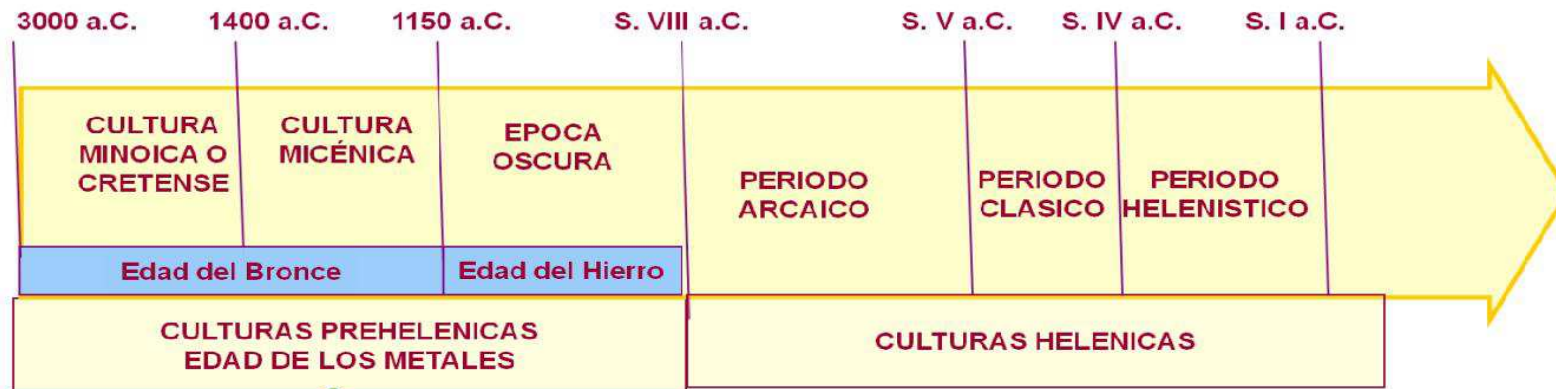 3000 a.C. 1400 a.C. 1150 a.C. S. VIII a.C. S. V a.C. S. IV a.C. S. I a.C.
CULTURA
MINOICA O
CRETENSE
CULTURA
MICÉNICA
EPOCA
OSCURA
PERIODO
ARCAICO
PERIODO
CLASICO
PERIODO
HELENISTICO
Edad del Bronce
Edad del Hierro
CULTURAS PREHELENICAS
EDAD DE LOS METALES
CULTURAS HELENICAS